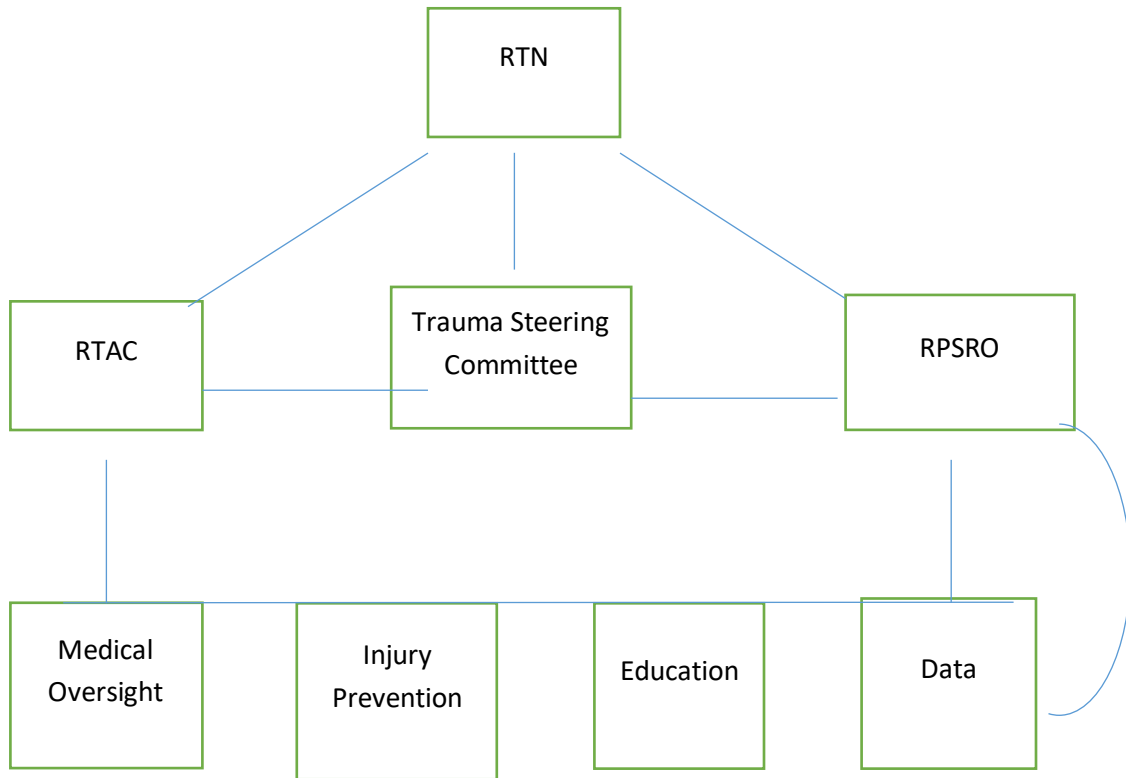 RTN
RTAC
Trauma Steering
Committee
RPSRO
Medical
Oversight
Injury
Prevention
Education
Data